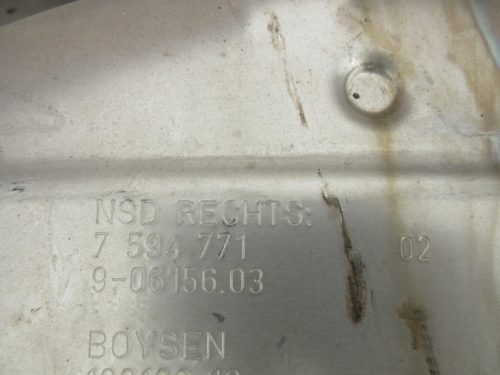 NSD RECHTS:
7 594 771 02
9-06156.03
BOYSEN